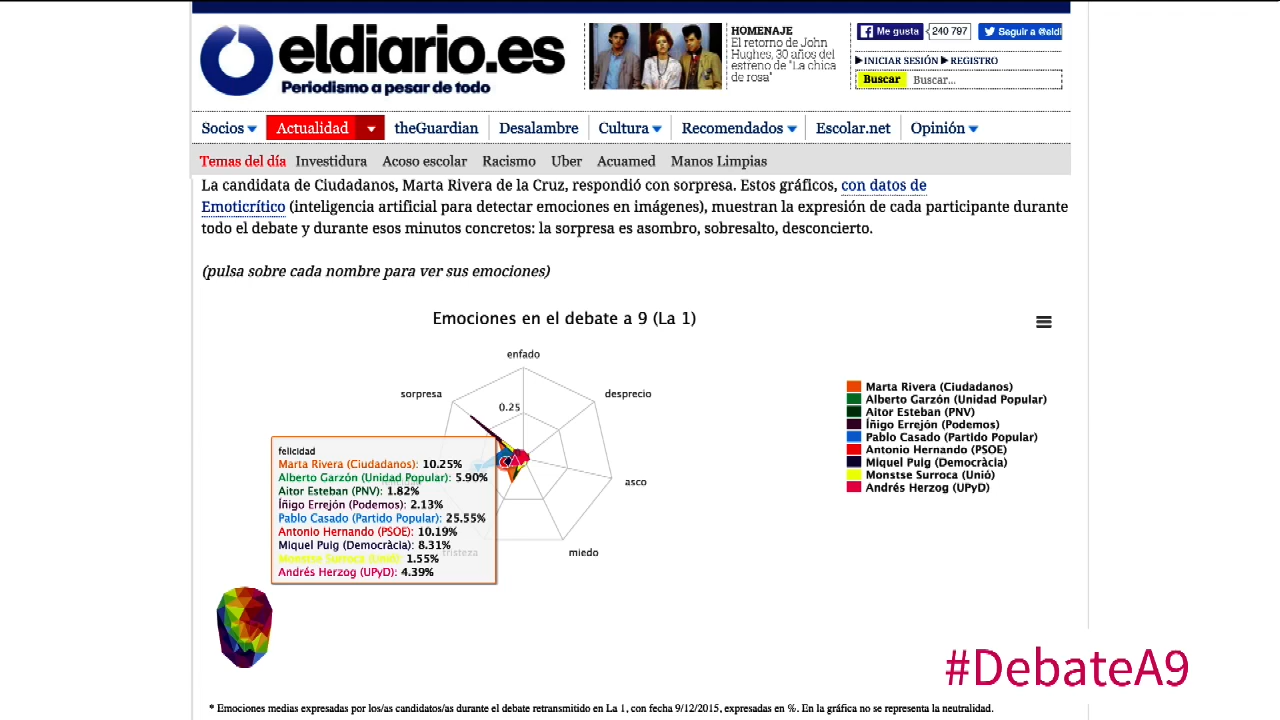 eldiario.es
Periodismo a pesar de todo
HOMENAJE
El retorno de John
Hughes, 30 años del
estreno de "La chica
de rosa"
Me gusta 240 797 Seguir a @eldi
INICIAR SESIÓN REGISTRO
Buscar Buscar...
Socios Actualidad theGuardian Desalambre Cultura Recomendados Escolar.net Opinión
Temas del día Investidura Acoso escolar Racismo Uber Acuamed Manos Limpias
La candidata de Ciudadanos, Marta Rivera de la Cruz, respondió con sorpresa. Estos gráficos, con datos de
Emoticrítico (inteligencia artificial para detectar emociones en imágenes), muestran la expresión de cada participante durante
todo el debate y durante esos minutos concretos: la sorpresa es asombro, sobresalto, desconcierto.
(pulsa sobre cada nombre para ver sus emociones)
Emociones en el debate a 9 (La 1)
enfado
sorpresa
desprecio
0.25
asco
miedo
tristeza
felicidad
Marta Rivera (Ciudadanos): 10.25%
Alberto Garzón (Unidad Popular): 5.90%
Aitor Esteban (PNV): 1.82%
Íñigo Errejón (Podemos): 2.13%
Pablo Casado (Partido Popular): 25.55%
Antonio Hernando (PSOE): 10.19%
Miquel Puig (Democràcia): 8.31%
Monstse Surroca (Unió): 1.55%
Andrés Herzog (UPyD): 4.39%
Marta Rivera (Ciudadanos)
Alberto Garzón (Unidad Popular)
Aitor Esteban (PNV)
Íñigo Errejón (Podemos)
Pablo Casado (Partido Popular)
Antonio Hernando (PSOE)
Miquel Puig (Democràcia)
Monstse Surroca (Unió)
Andrés Herzog (UPyD)
#DebateA9
* Emociones medias expresadas por los/as candidatos/as durante el debate retransmitido en La 1, con fecha 9/12/2015, expresadas en %. En la gráfica no se representa la neutralidad.